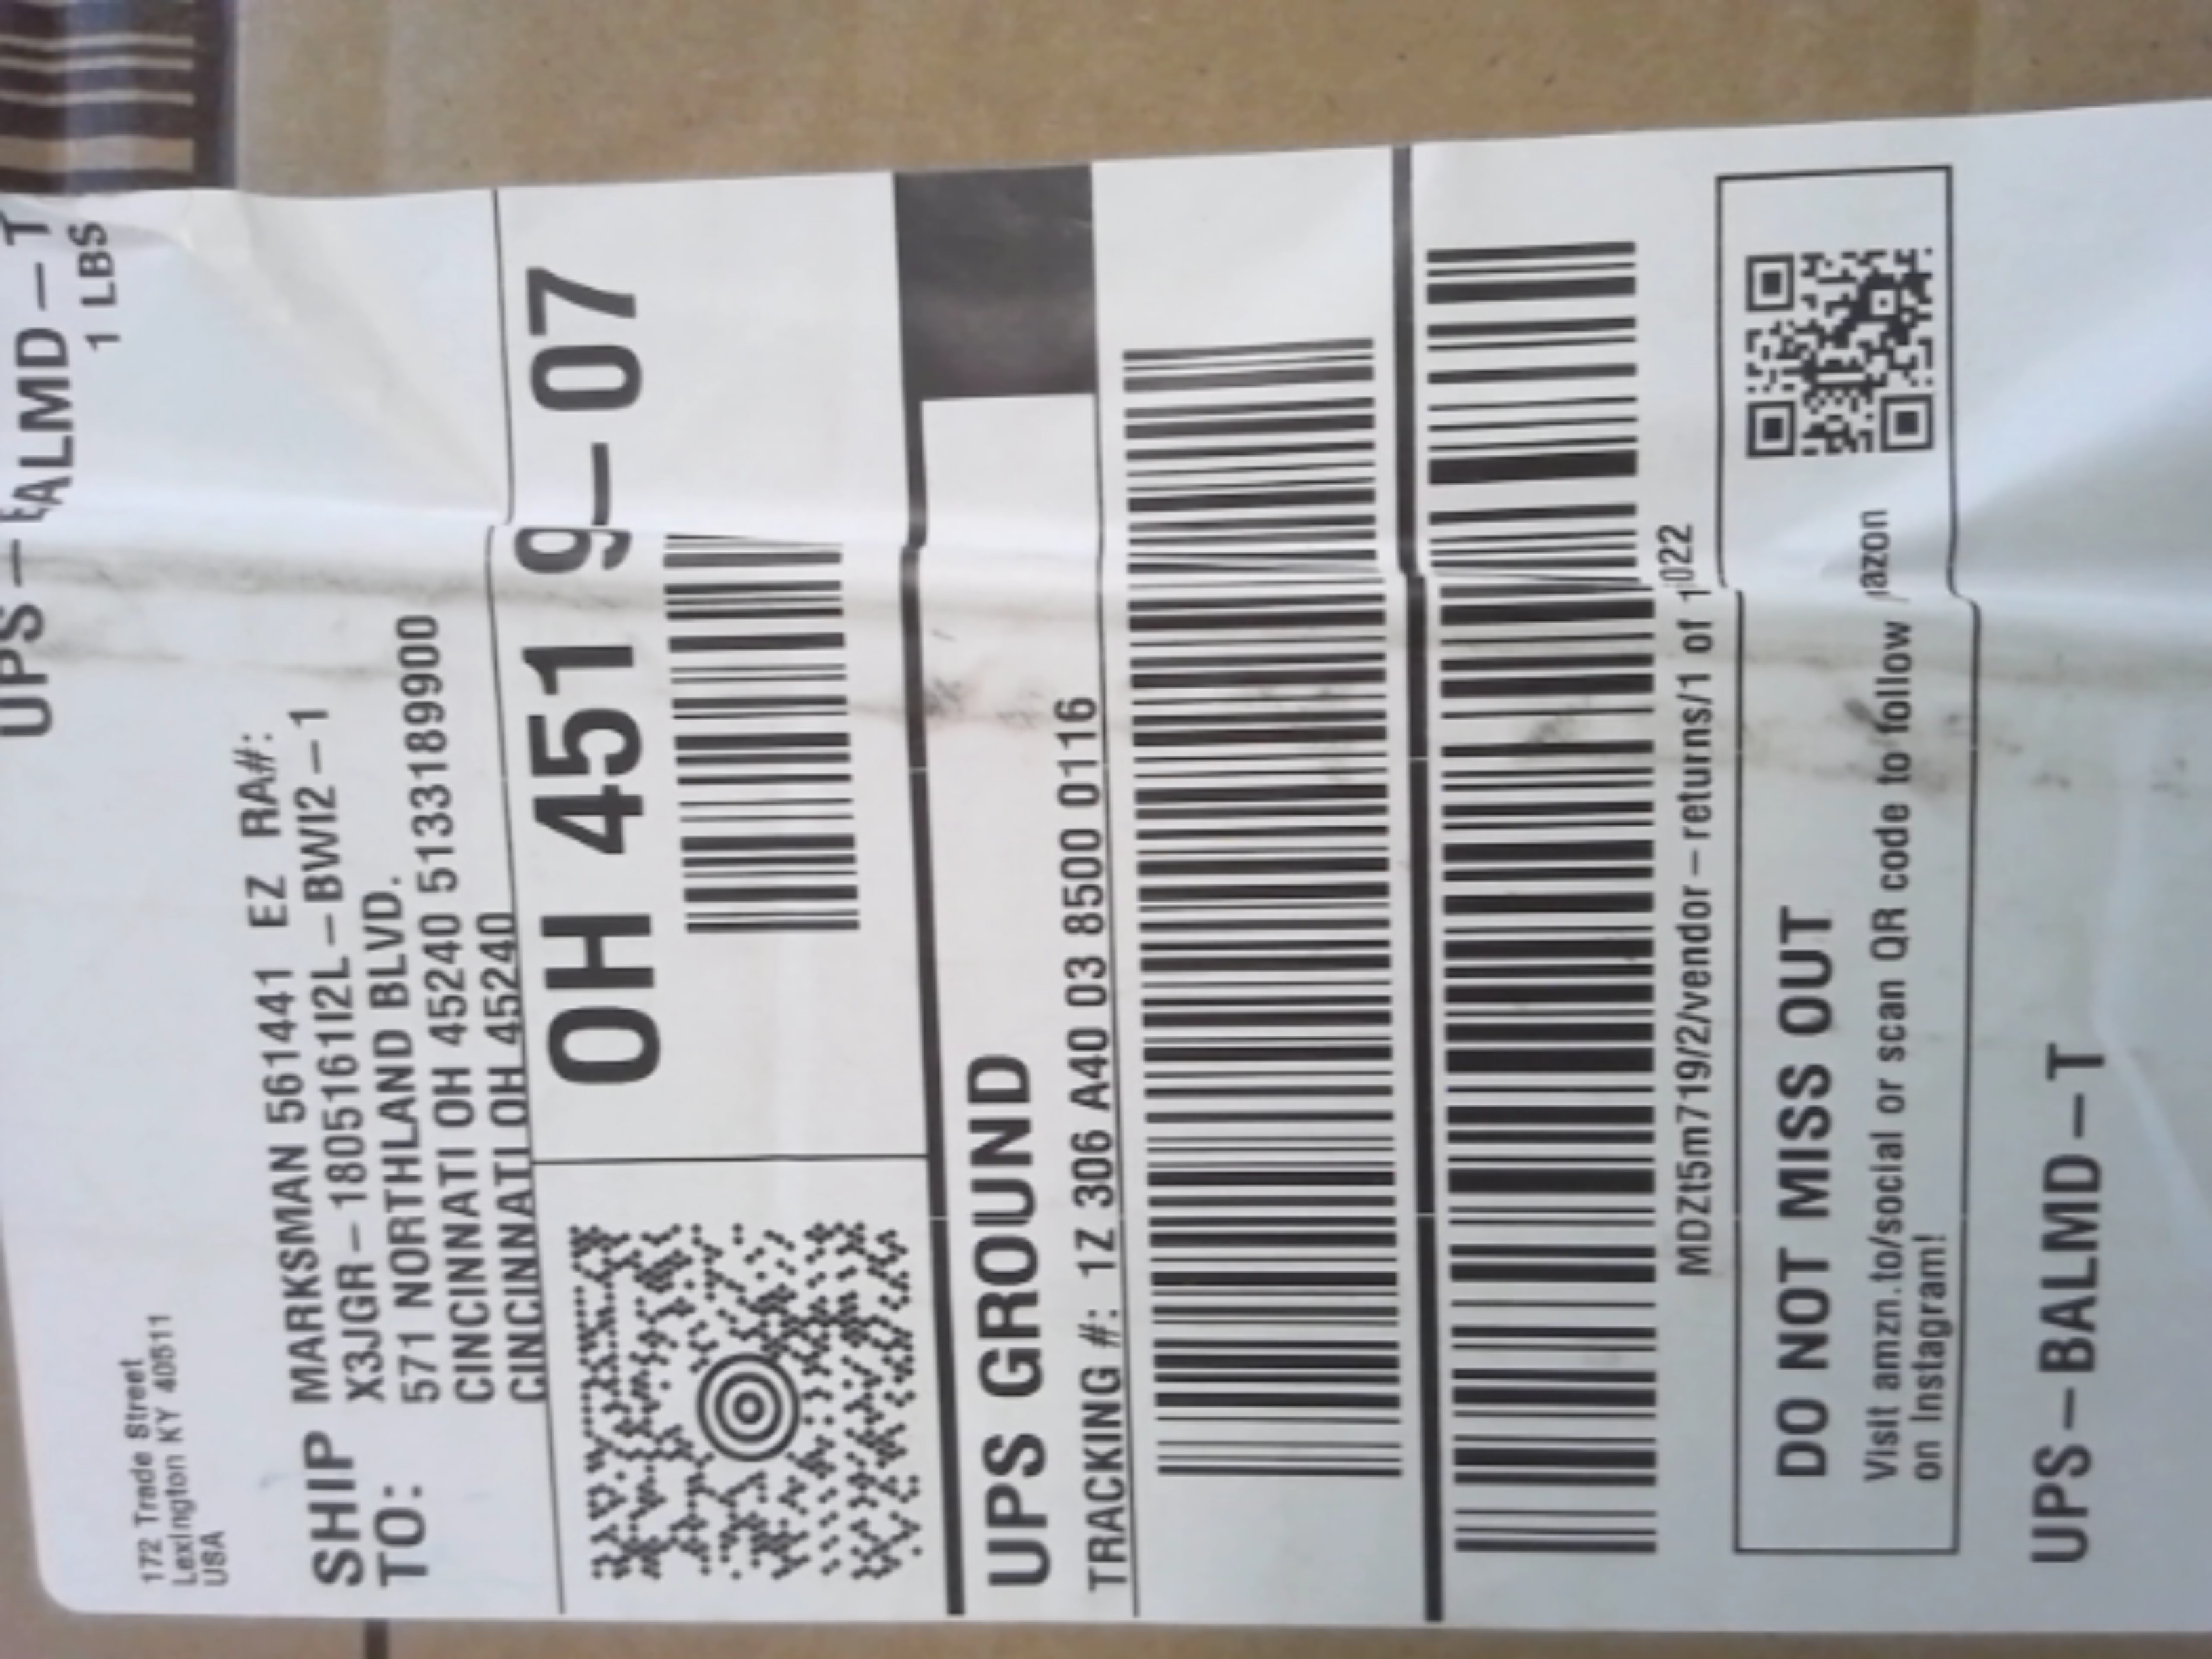 UPS-BALMD-T
1 LBS
172 Trade Street
Lexington KY 40511
USA
SHIP TO:
MARKSMAN 561441 EZ RA#:
X3JGR-1805161I2L-BWI2-1
571 NORTHLAND BLVD.
CINCINNATI OH 45240 5133189900
CINCINNATI OH 45240
OH 451 9-07
UPS GROUND
TRACKING #: 1Z 306 A40 03 8500 0116
MDZt5m719/2/vendor-returns/1 of 1022
DO NOT MISS OUT
Visit amzn.to/social or scan QR code to follow azon
on Instagram!
UPS-BALMD-T